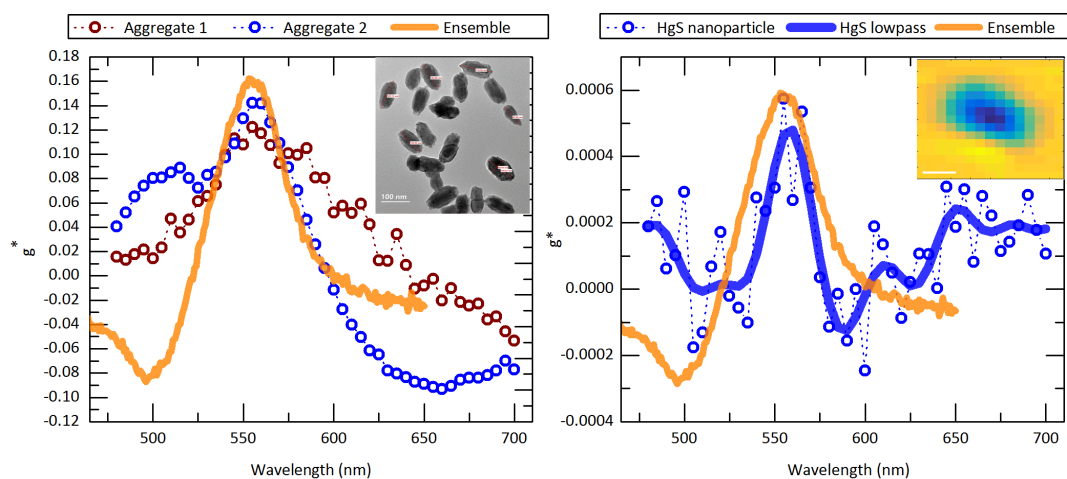 Aggregate 1 Aggregate 2 Ensemble
0.18
0.16
0.14
0.12
0.10
0.08
0.06
0.04
0.02
0.00
-0.02
-0.04
-0.06
-0.08
-0.10
-0.12
g*
100 nm
500 550 600 650 700
Wavelength (nm)
HgS nanoparticle HgS lowpass Ensemble
0.0006
0.0004
0.0002
0.0000
-0.0002
-0.0004
g*
500 550 600 650 700
Wavelength (nm)